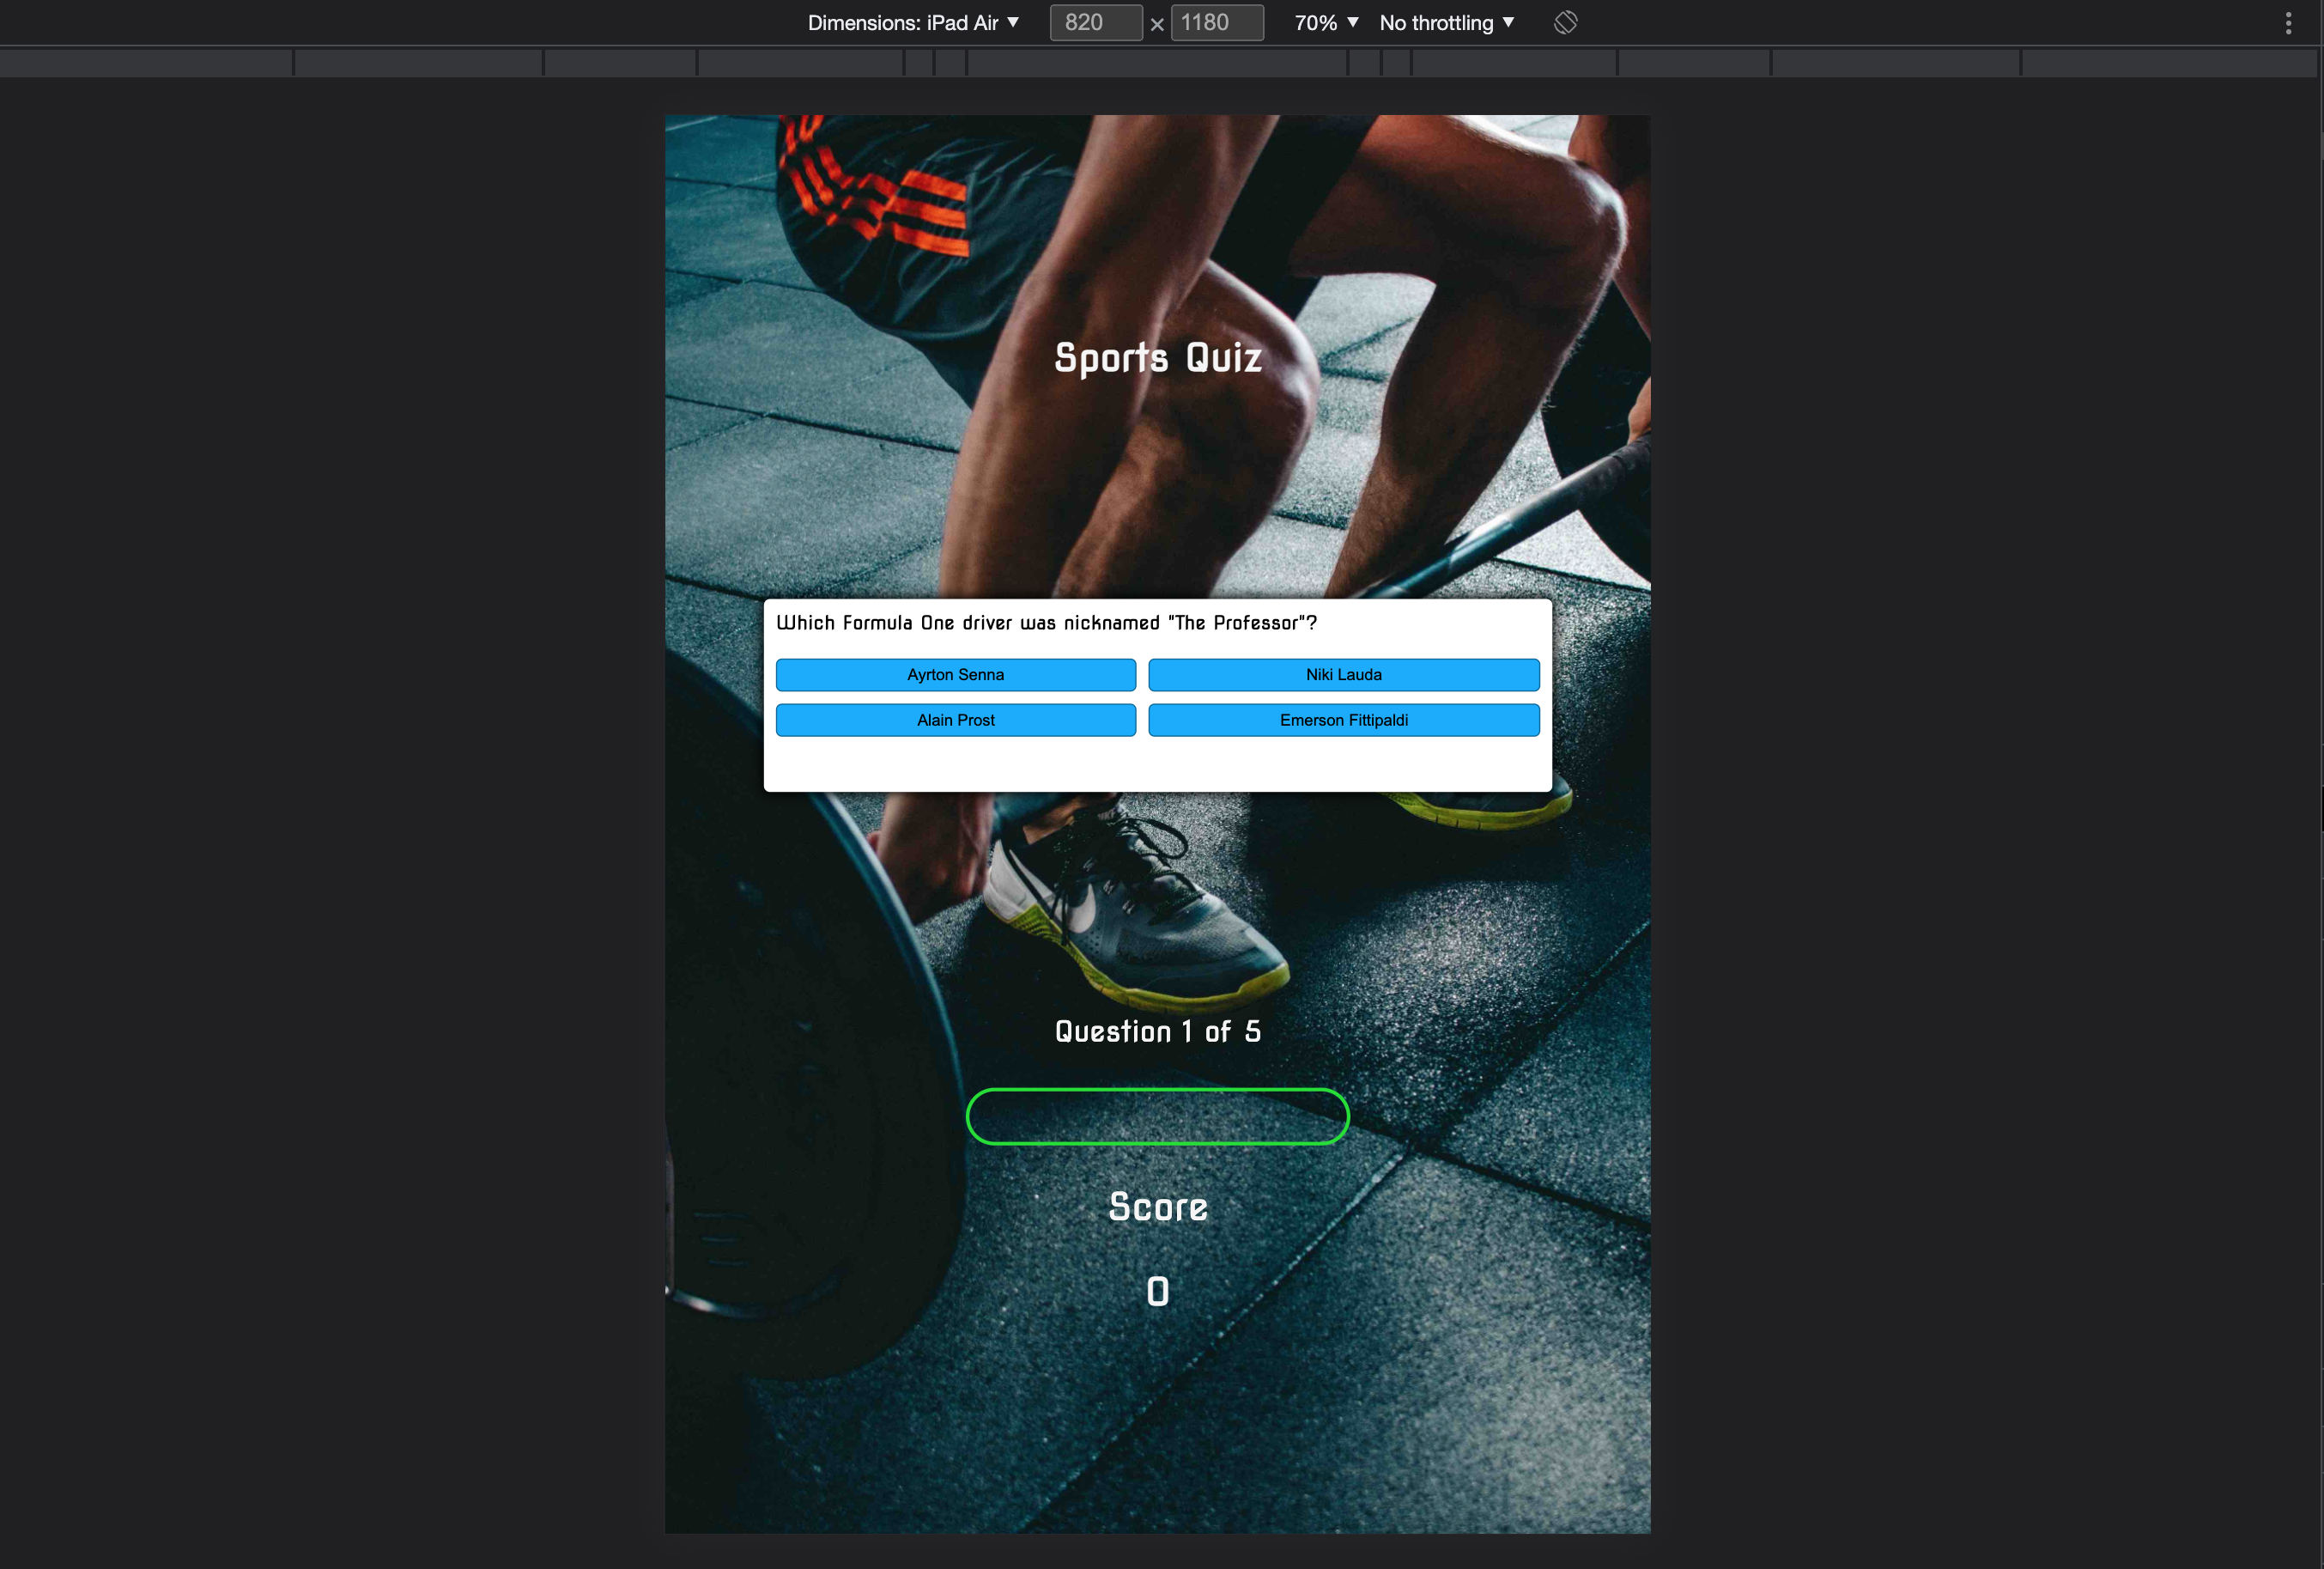 Dimensions: iPad Air ▼ 820 × 1180 70% ▼ No throttling ▼
Sports Quiz
Which Formula One driver was nicknamed "The Professor"?
Ayrton Senna Niki Lauda
Alain Prost Emerson Fittipaldi
Question 1 of 5
Score
0